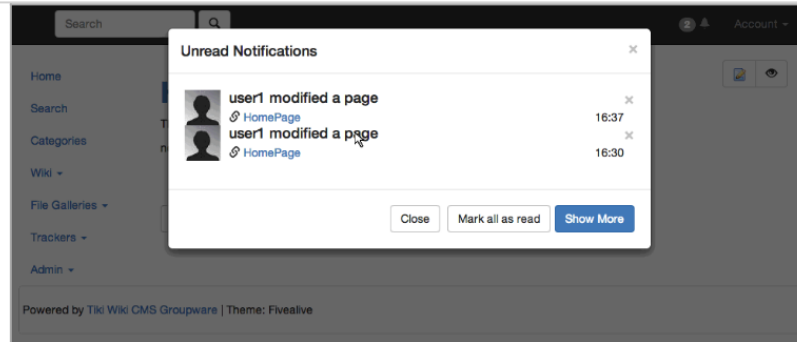 Search
2
Account
Unread Notifications
×
Home
Search
Categories
Wiki
File Galleries
Trackers
Admin
user1 modified a page
×
HomePage
16:37
user1 modified a page
×
HomePage
16:30
Close
Mark all as read
Show More
Powered by Tiki Wiki CMS Groupware | Theme: Fivealive